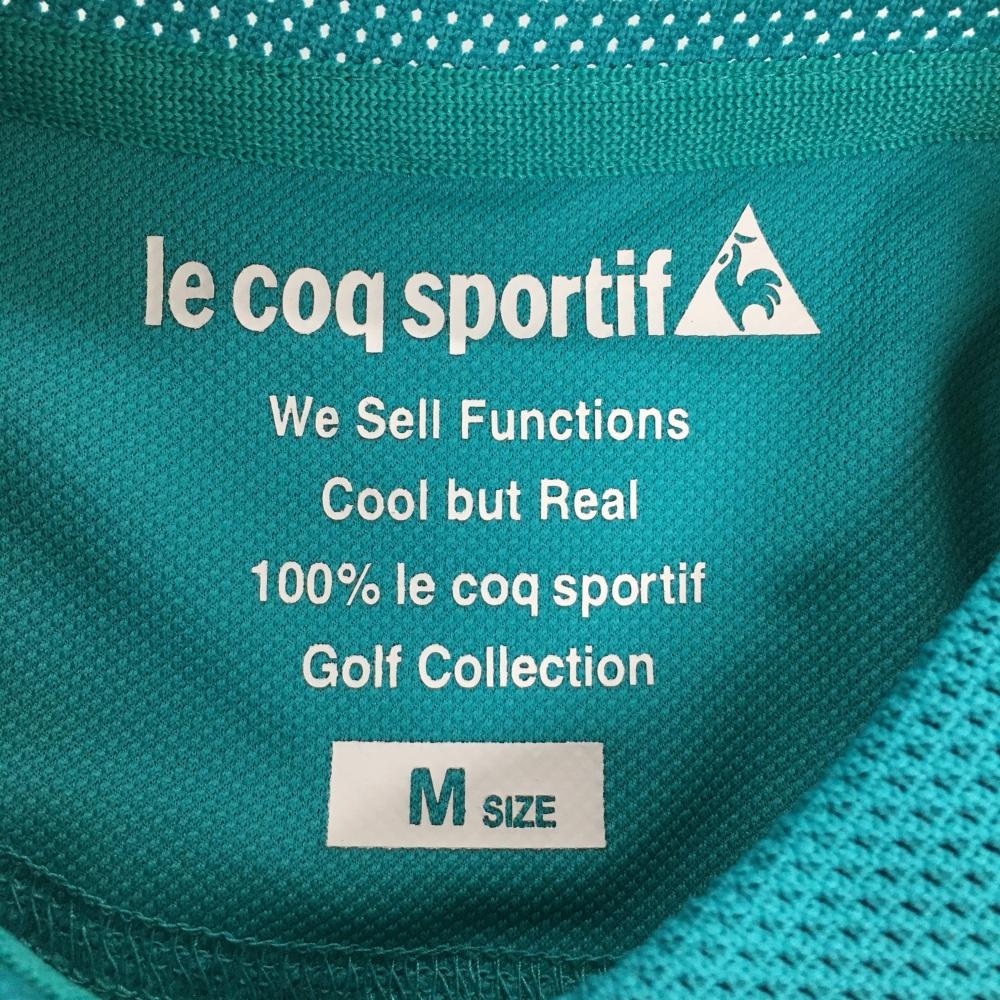 le coq sportif
We Sell Functions
Cool but Real
100% le coq sportif
Golf Collection
M SIZE